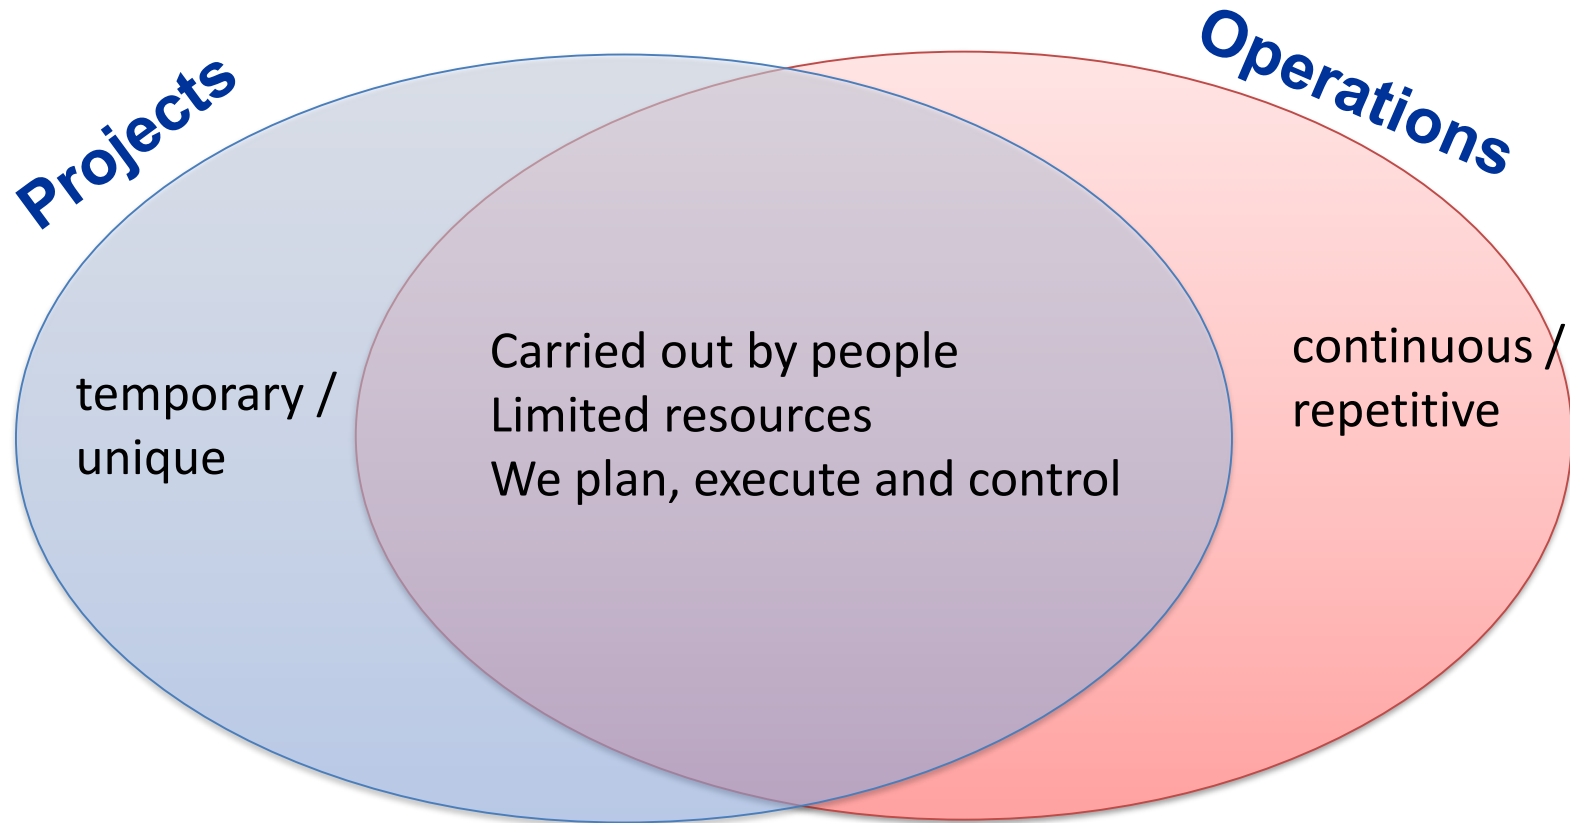 Projects
Operations
temporary /
unique
Carried out by people
Limited resources
We plan, execute and control
continuous /
repetitive